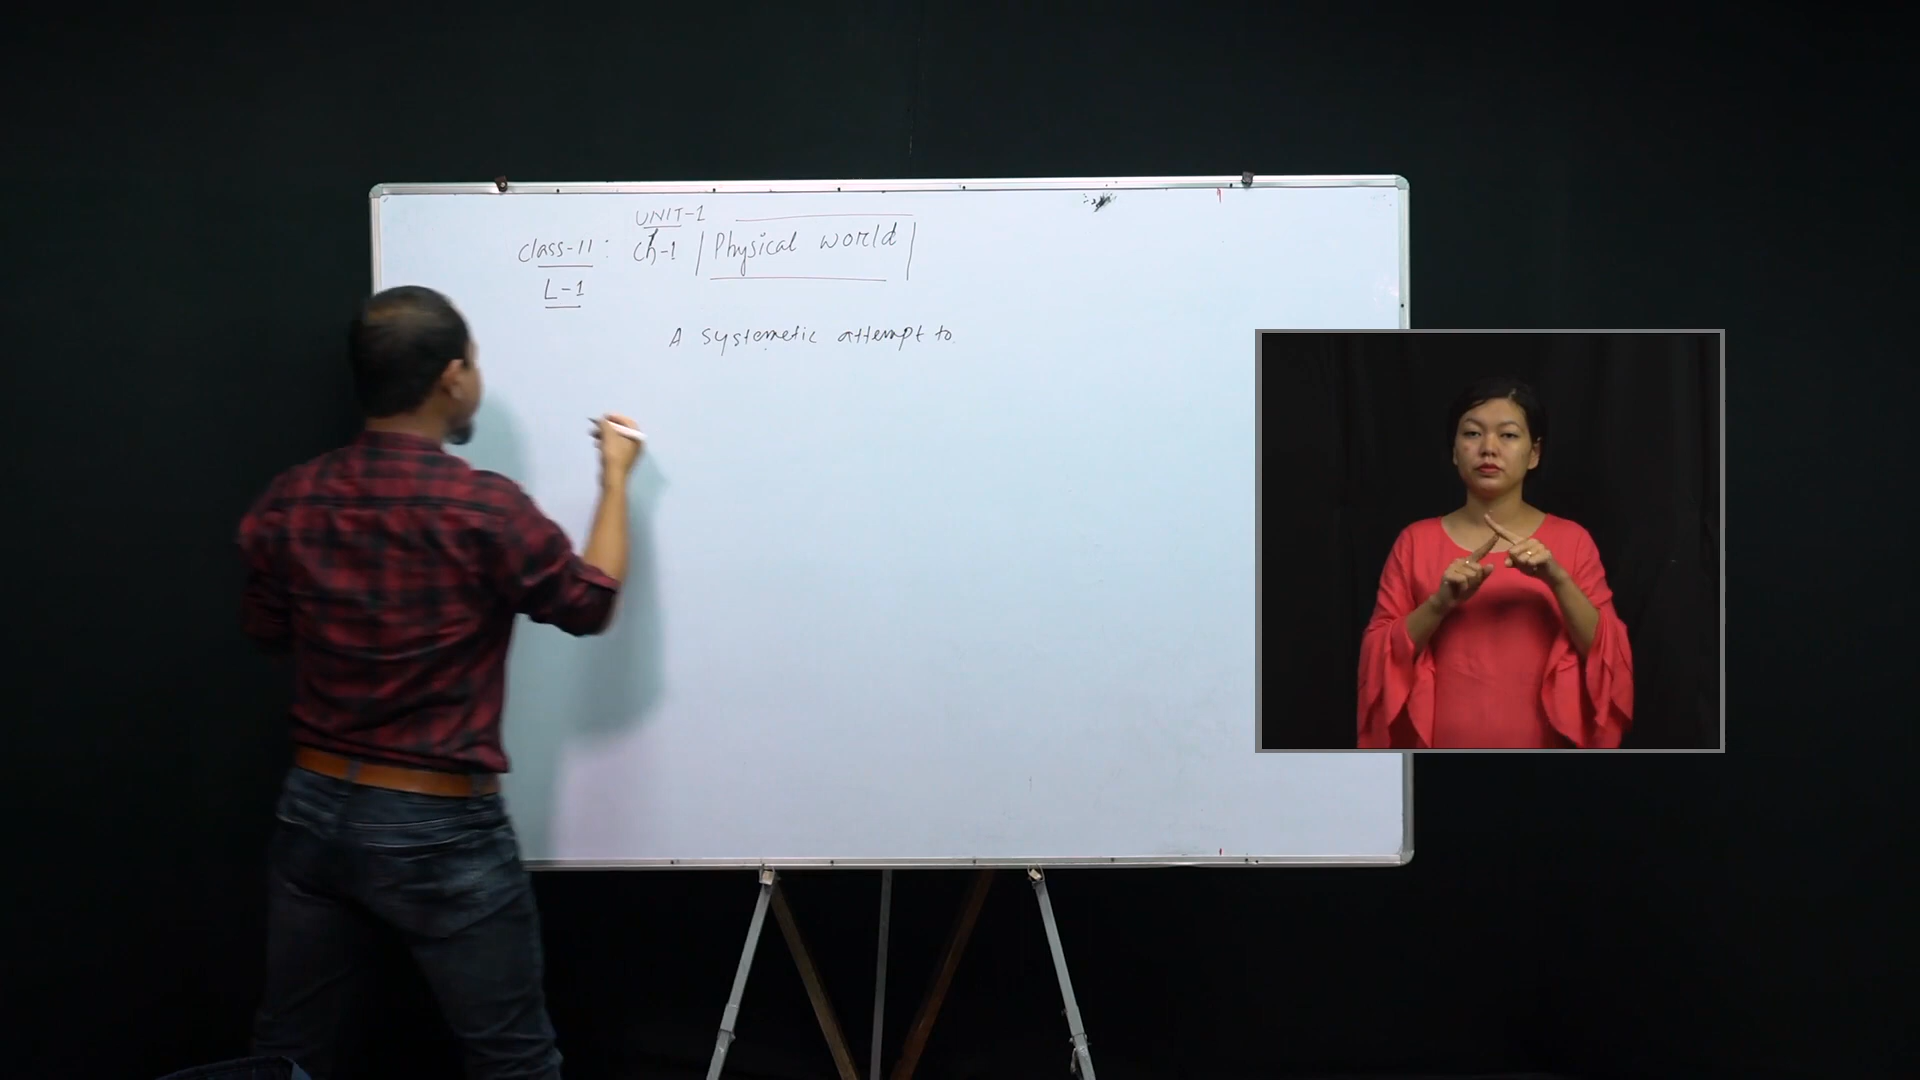 UNIT-1
Class-11: Ch-1 | Physical world |
L-1
A systemetic attempt to